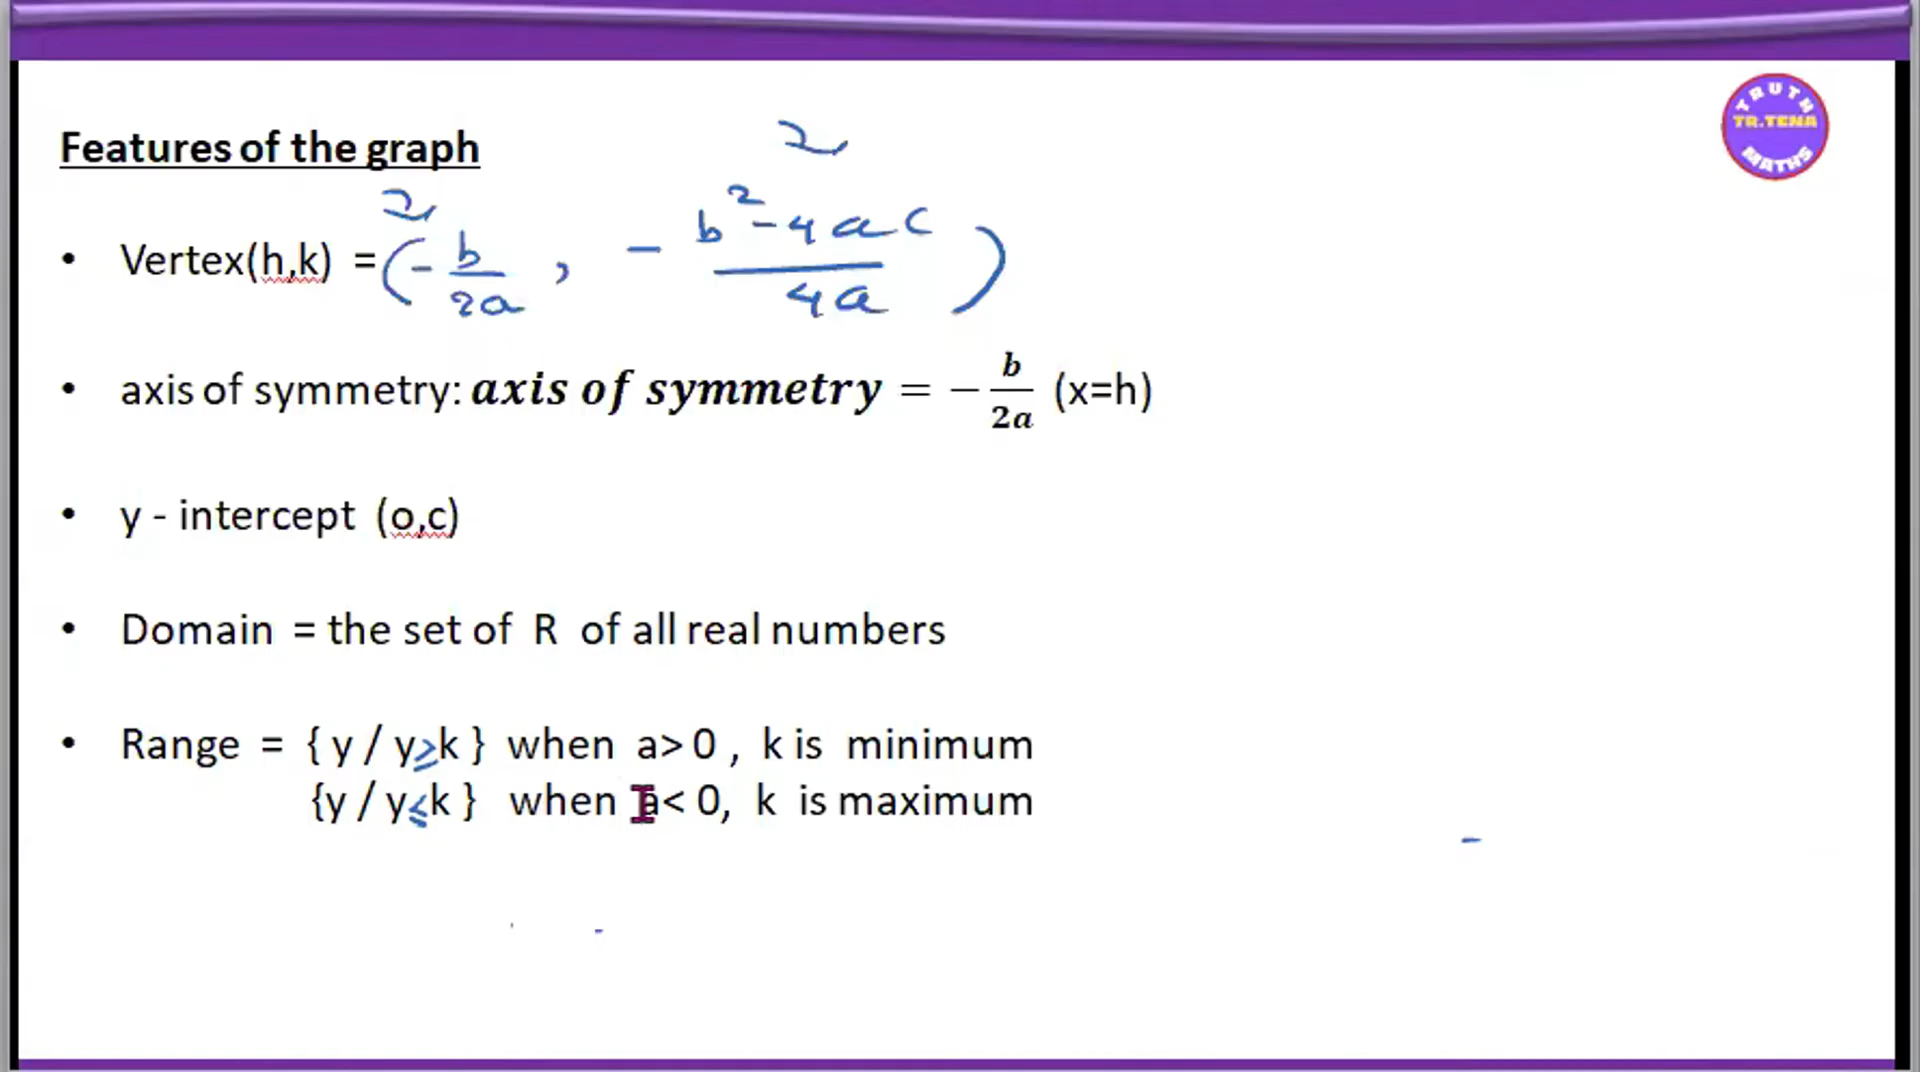 TRUTH
TR.TENA
MATHS
Features of the graph
• Vertex(h,k) = (-b/2a, - b²-4ac/4a)
• axis of symmetry: axis of symmetry = - b/2a (x=h)
• y - intercept (o,c)
• Domain = the set of R of all real numbers
• Range = { y / y≥k } when a> 0 , k is minimum
{y / y≤k } when a< 0, k is maximum